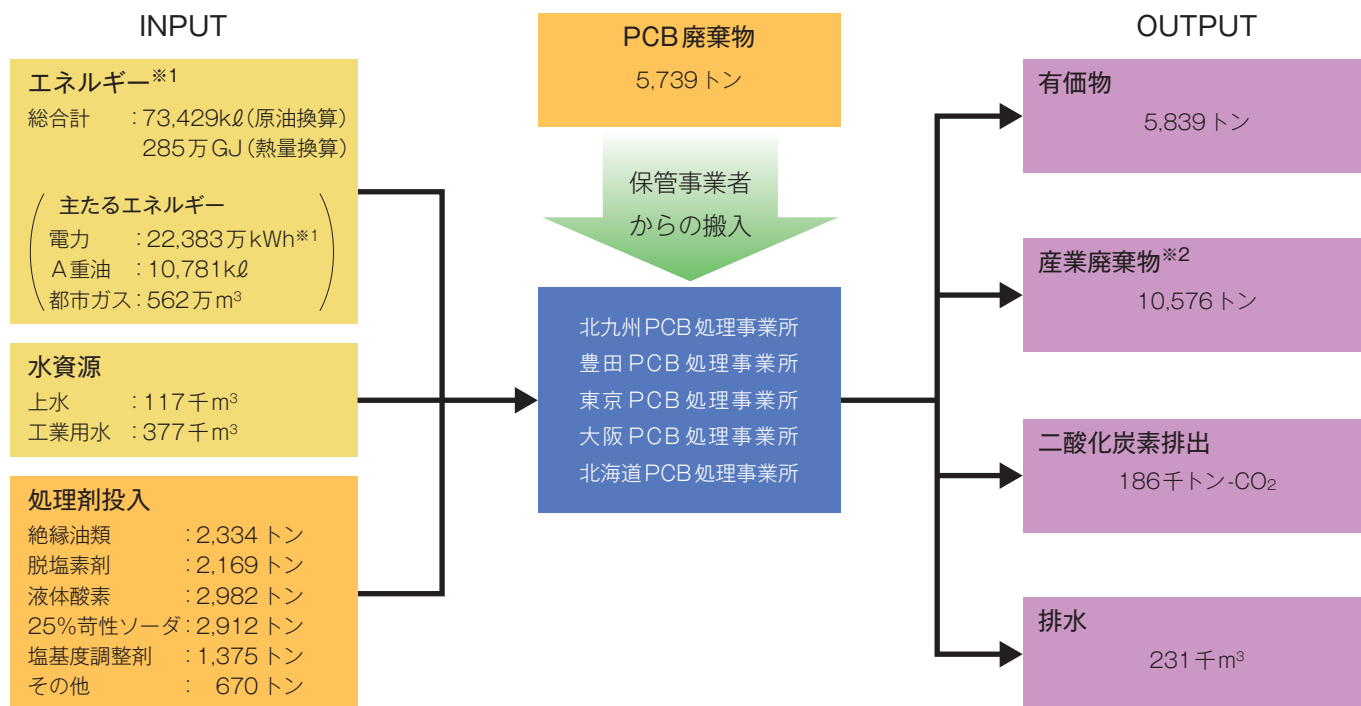 INPUT
エネルギー※1
総合計　：73,429kℓ（原油換算）
285万GJ（熱量換算）
主たるエネルギー
電力　：22,383万kWh※1
A重油　：10,781kℓ
都市ガス：562万m³
水資源
上水　：117千m³
工業用水　：377千m³
処理剤投入
絶縁油類　：2,334トン
脱塩素剤　：2,169トン
液体酸素　：2,982トン
25%苛性ソーダ：2,912トン
塩基度調整剤　：1,375トン
その他　：670トン
PCB廃棄物
5,739トン
保管事業者
からの搬入
北九州PCB処理事業所
豊田PCB処理事業所
東京PCB処理事業所
大阪PCB処理事業所
北海道PCB処理事業所
OUTPUT
有価物
5,839トン
産業廃棄物※2
10,576トン
二酸化炭素排出
186千トン-CO₂
排水
231千m³